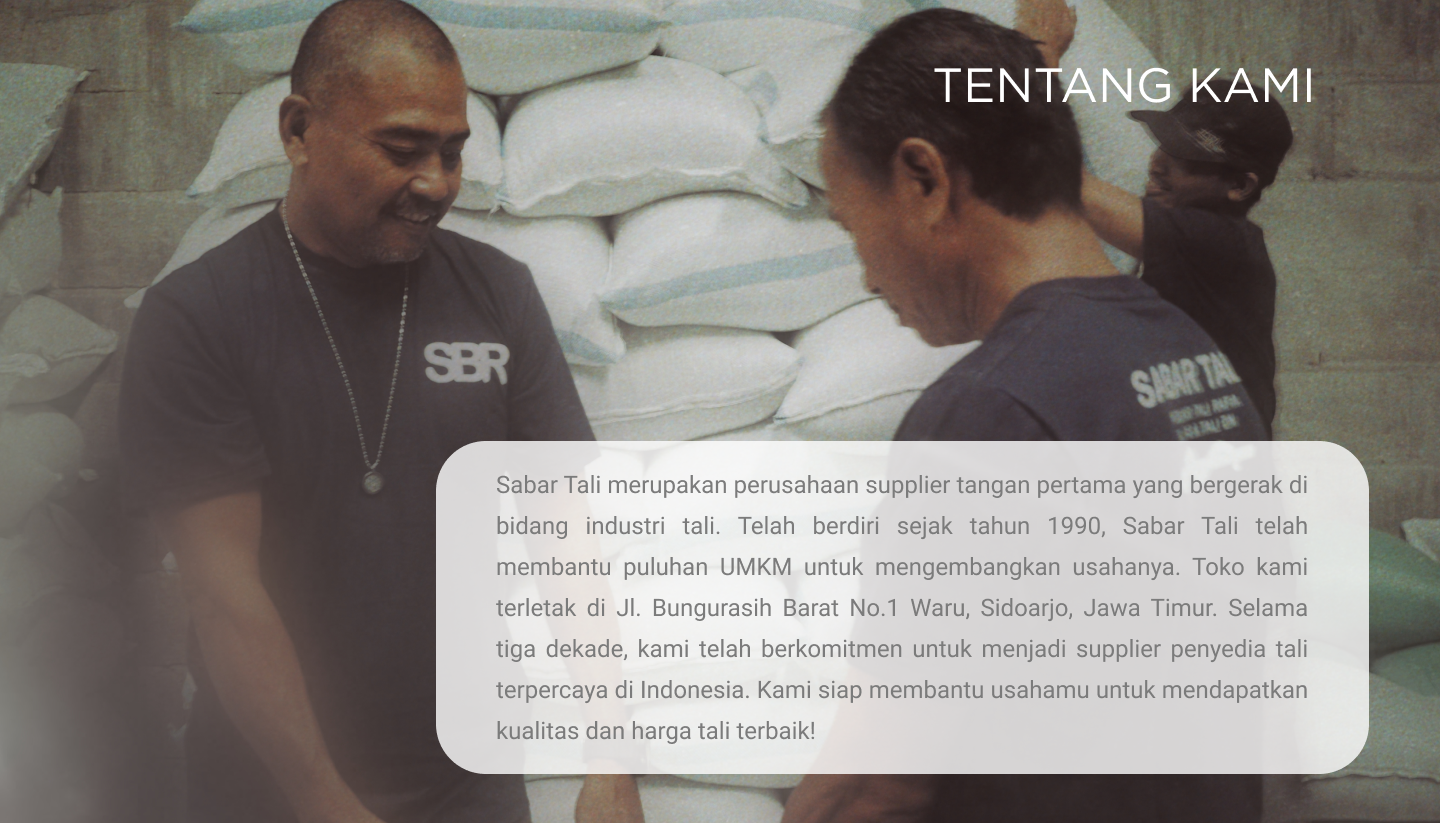 TENTANG KAMI
SBR
SABAR
Sabar Tali merupakan perusahaan supplier tangan pertama yang bergerak di
bidang industri tali. Telah berdiri sejak tahun 1990, Sabar Tali telah
membantu puluhan UMKM untuk mengembangkan usahanya. Toko kami
terletak di Jl. Bungurasih Barat No.1 Waru, Sidoarjo, Jawa Timur. Selama
tiga dekade, kami telah berkomitmen untuk menjadi supplier penyedia tali
terpercaya di Indonesia. Kami siap membantu usahamu untuk mendapatkan
kualitas dan harga tali terbaik!